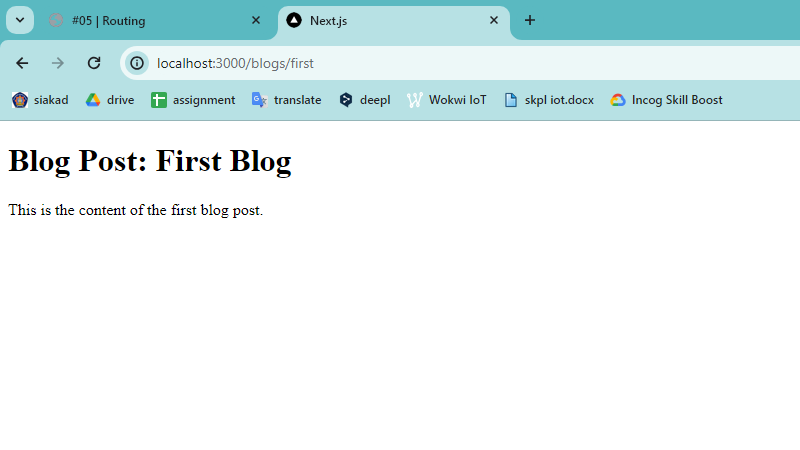 #05 | Routing
Next.js
localhost:3000/blogs/first
siakad drive assignment translate deepl Wokwi IoT skpl iot.docx Incog Skill Boost
Blog Post: First Blog
This is the content of the first blog post.